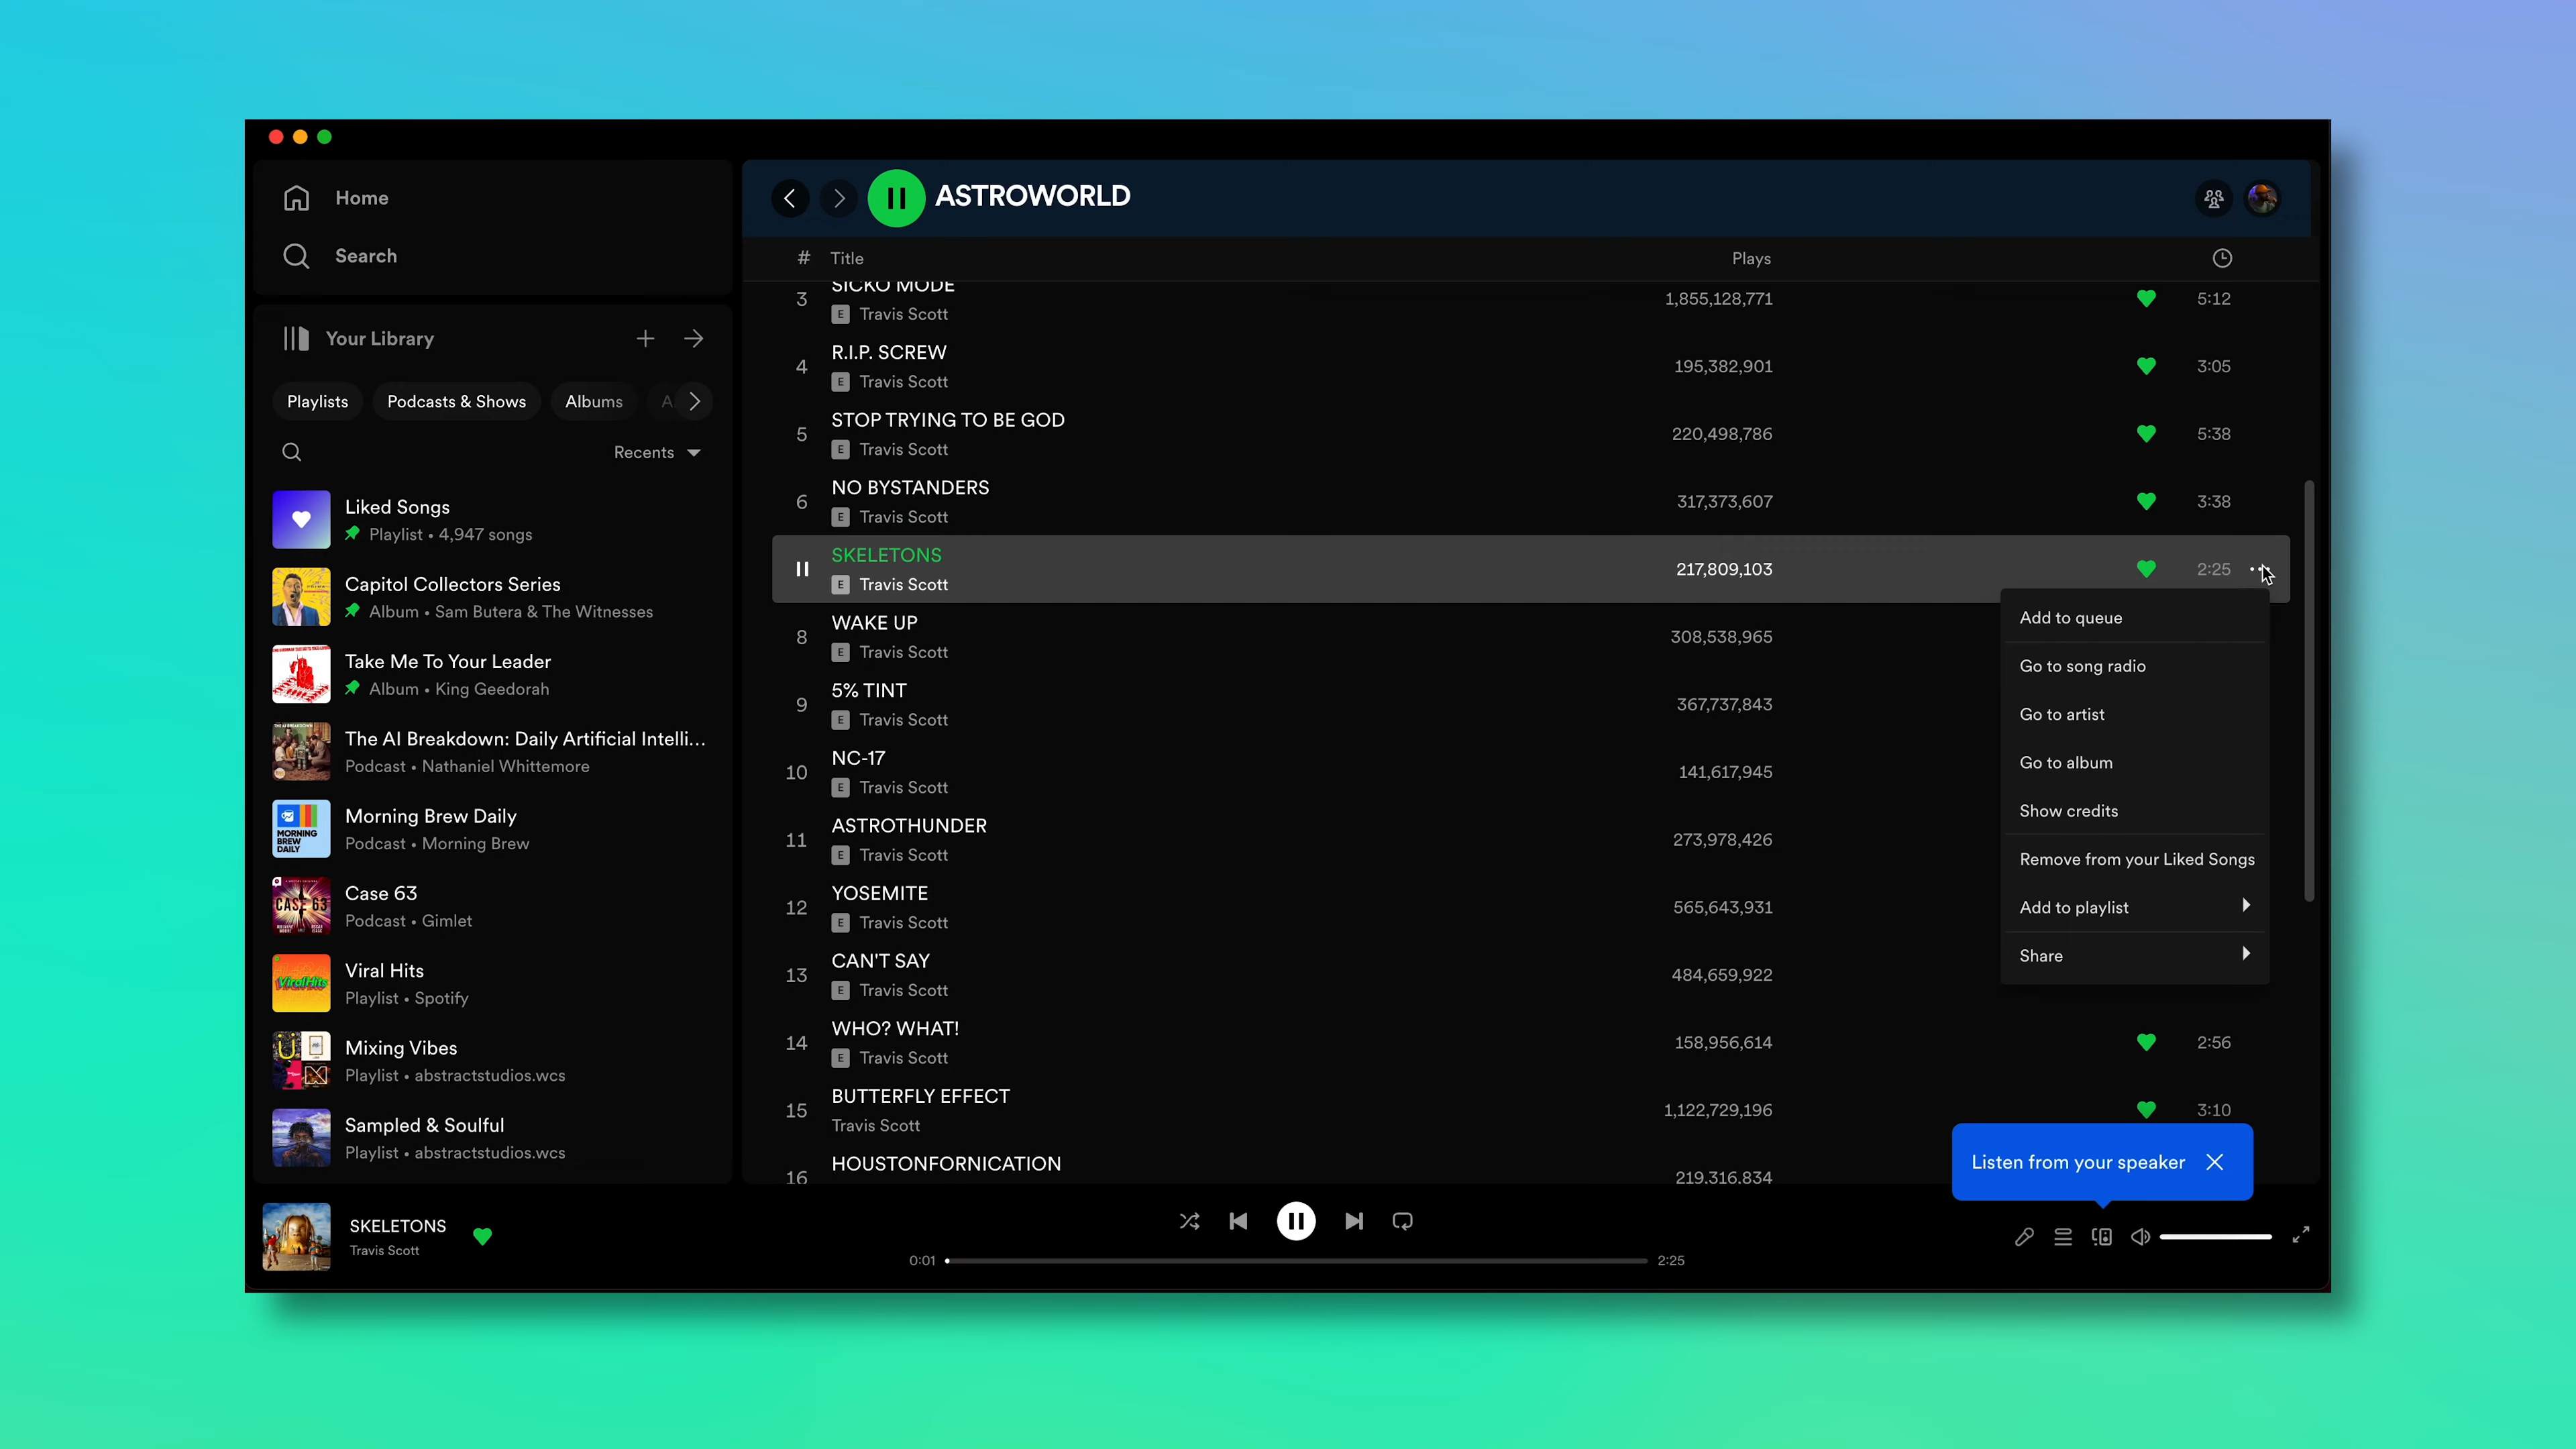 Home
Search
Your Library
Playlists
Podcasts & Shows
Albums
Recents
Liked Songs
Playlist • 4,947 songs
Capitol Collectors Series
Album • Sam Butera & The Witnesses
Take Me To Your Leader
Album • King Geedorah
The AI Breakdown: Daily Artificial Intelli...
Podcast • Nathaniel Whittemore
MORNING
BREW
DAILY
Morning Brew Daily
Podcast • Morning Brew
CASE 63
Case 63
Podcast • Gimlet
Viral Hits
Viral Hits
Playlist • Spotify
Mixing Vibes
Playlist • abstractstudios.wcs
Sampled & Soulful
Playlist • abstractstudios.wcs
ASTROWORLD
# Title Plays
3 SICKO MODE 1,855,128,771 5:12
E Travis Scott
4 R.I.P. SCREW 195,382,901 3:05
E Travis Scott
5 STOP TRYING TO BE GOD 220,498,786 5:38
E Travis Scott
6 NO BYSTANDERS 317,373,607 3:38
E Travis Scott
SKELETONS 217,809,103 2:25
E Travis Scott
8 WAKE UP 308,538,965
E Travis Scott
9 5% TINT 367,737,843
E Travis Scott
10 NC-17 141,617,945
E Travis Scott
11 ASTROTHUNDER 273,978,426
E Travis Scott
12 YOSEMITE 565,643,931
E Travis Scott
13 CAN'T SAY 484,659,922
E Travis Scott
14 WHO? WHAT! 158,956,614 2:56
E Travis Scott
15 BUTTERFLY EFFECT 1,122,729,196 3:10
Travis Scott
16 HOUSTONFORNICATION 219,316,834
Add to queue
Go to song radio
Go to artist
Go to album
Show credits
Remove from your Liked Songs
Add to playlist
Share
Listen from your speaker
SKELETONS
Travis Scott
0:01 2:25